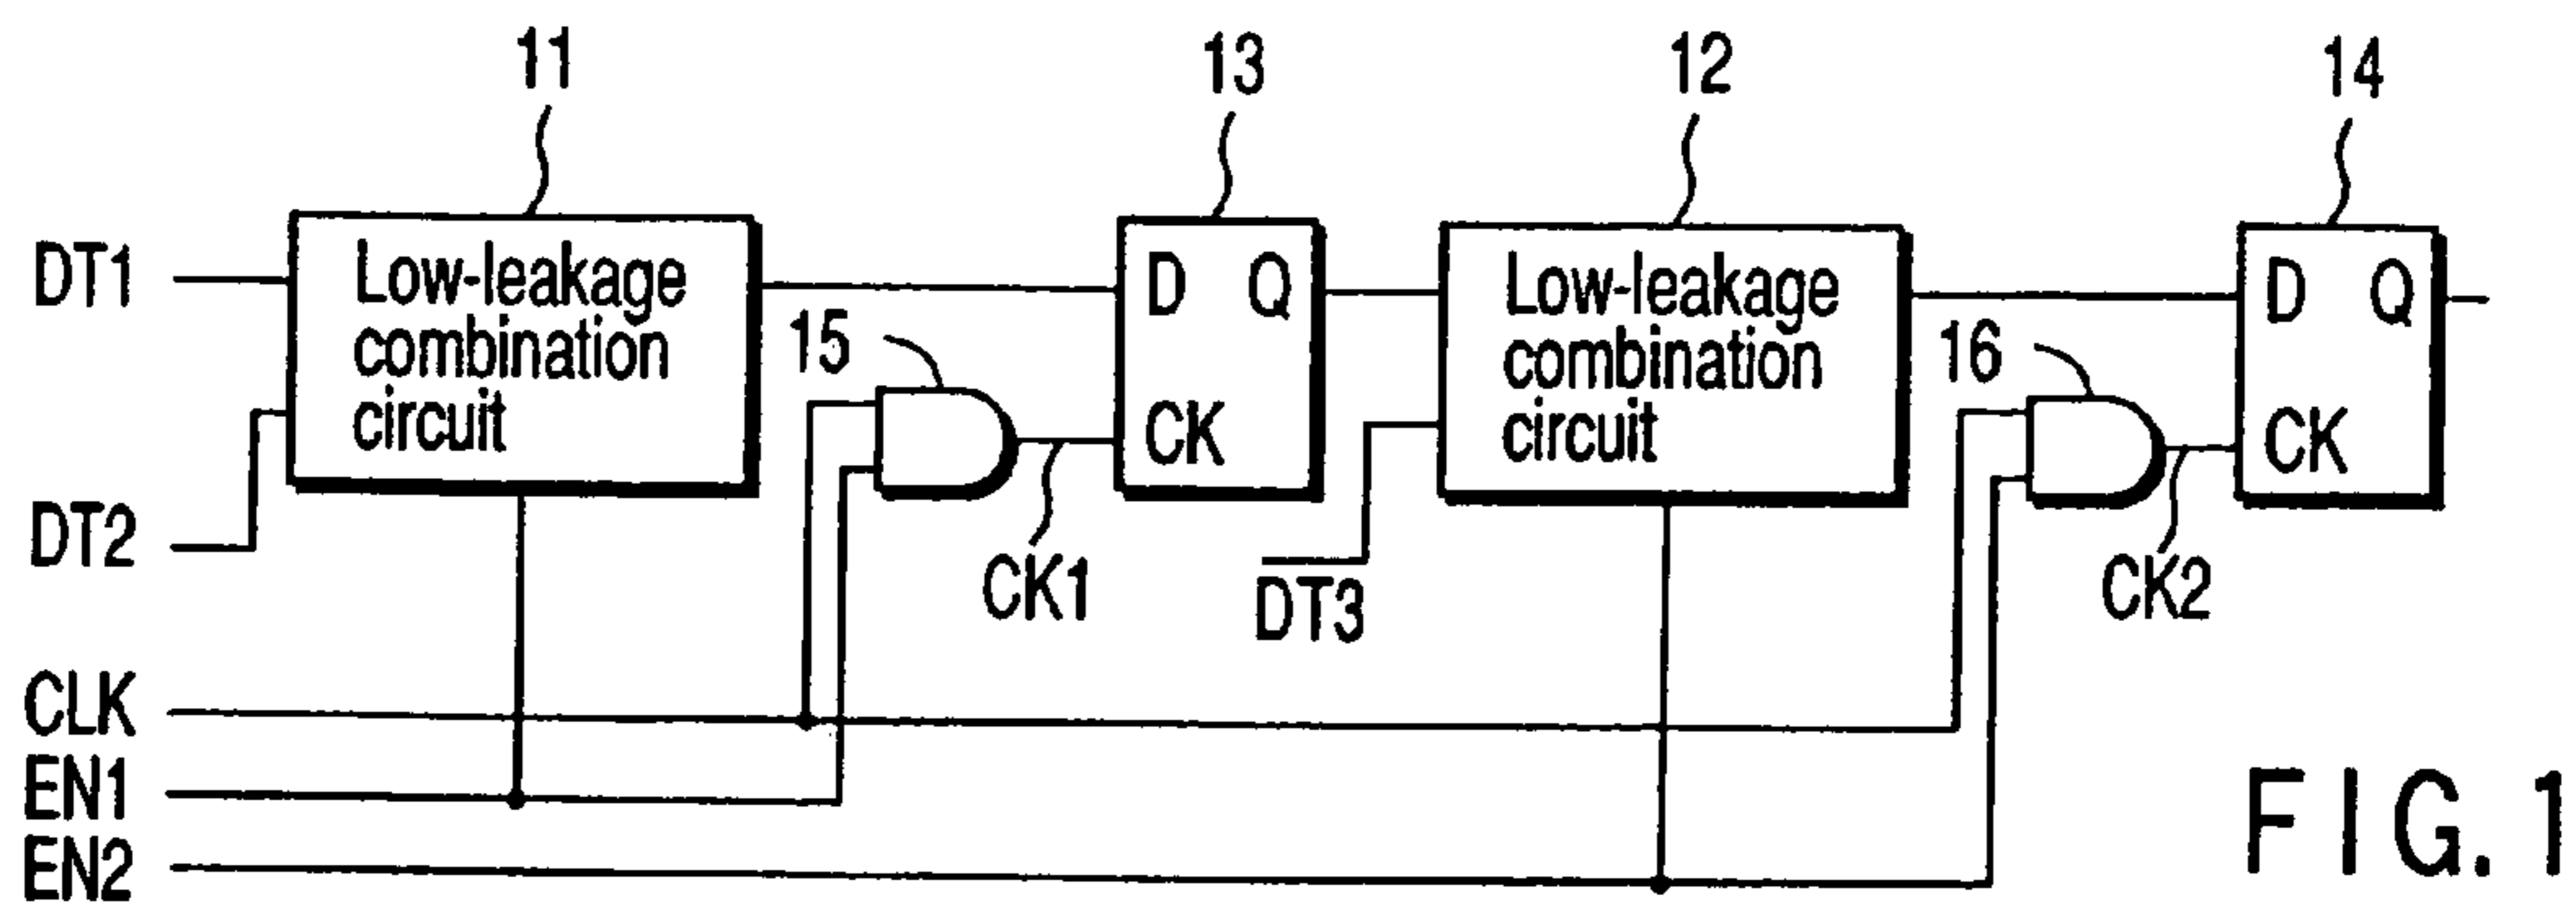 11
13
12
14
DT1
Low-leakage
combination
circuit
D Q
CK
Low-leakage
combination
circuit
D Q
CK
15
16
DT2
CK1
DT3
CK2
CLK
EN1
EN2
FIG. 1